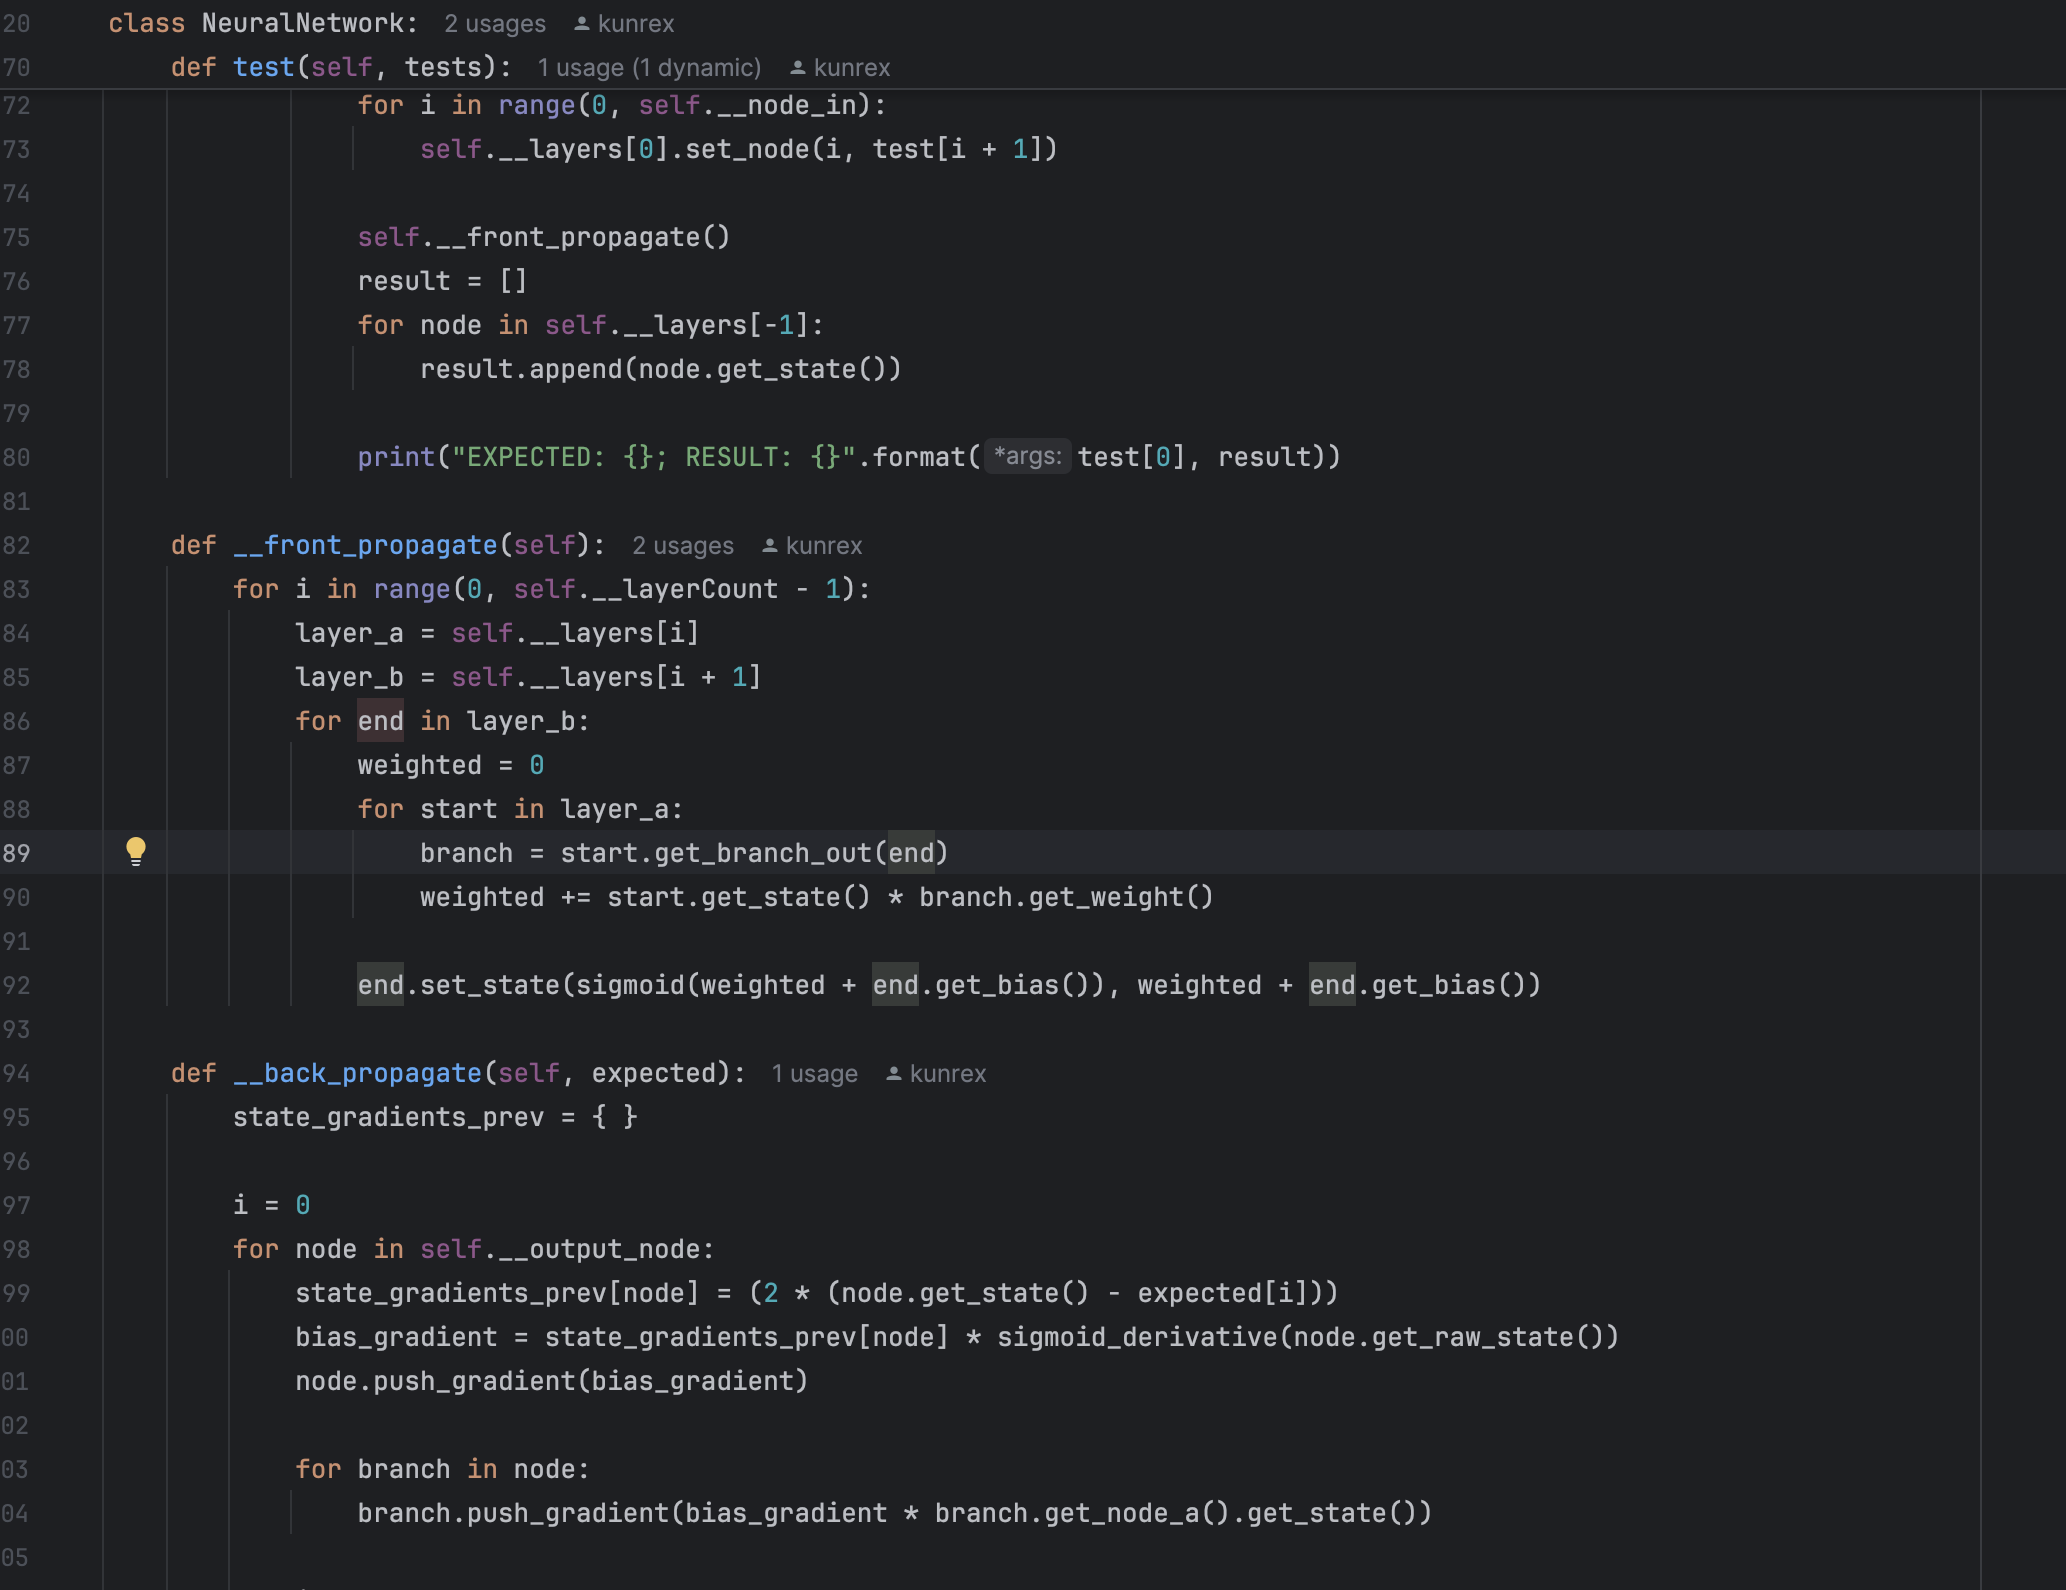 20 class NeuralNetwork: 2 usages kunrex
70 def test(self, tests): 1 usage (1 dynamic) kunrex
72 for i in range(0, self.__node_in):
73 self.__layers[0].set_node(i, test[i + 1])
74
75 self.__front_propagate()
76 result = []
77 for node in self.__layers[-1]:
78 result.append(node.get_state())
79
80 print("EXPECTED: {}; RESULT: {}".format( *args: test[0], result))
81
82 def __front_propagate(self): 2 usages kunrex
83 for i in range(0, self.__layerCount - 1):
84 layer_a = self.__layers[i]
85 layer_b = self.__layers[i + 1]
86 for end in layer_b:
87 weighted = 0
88 for start in layer_a:
89 branch = start.get_branch_out(end)
90 weighted += start.get_state() * branch.get_weight()
91
92 end.set_state(sigmoid(weighted + end.get_bias()), weighted + end.get_bias())
93
94 def __back_propagate(self, expected): 1 usage kunrex
95 state_gradients_prev = { }
96
97 i = 0
98 for node in self.__output_node:
99 state_gradients_prev[node] = (2 * (node.get_state() - expected[i]))
00 bias_gradient = state_gradients_prev[node] * sigmoid_derivative(node.get_raw_state())
01 node.push_gradient(bias_gradient)
02
03 for branch in node:
04 branch.push_gradient(bias_gradient * branch.get_node_a().get_state())
05